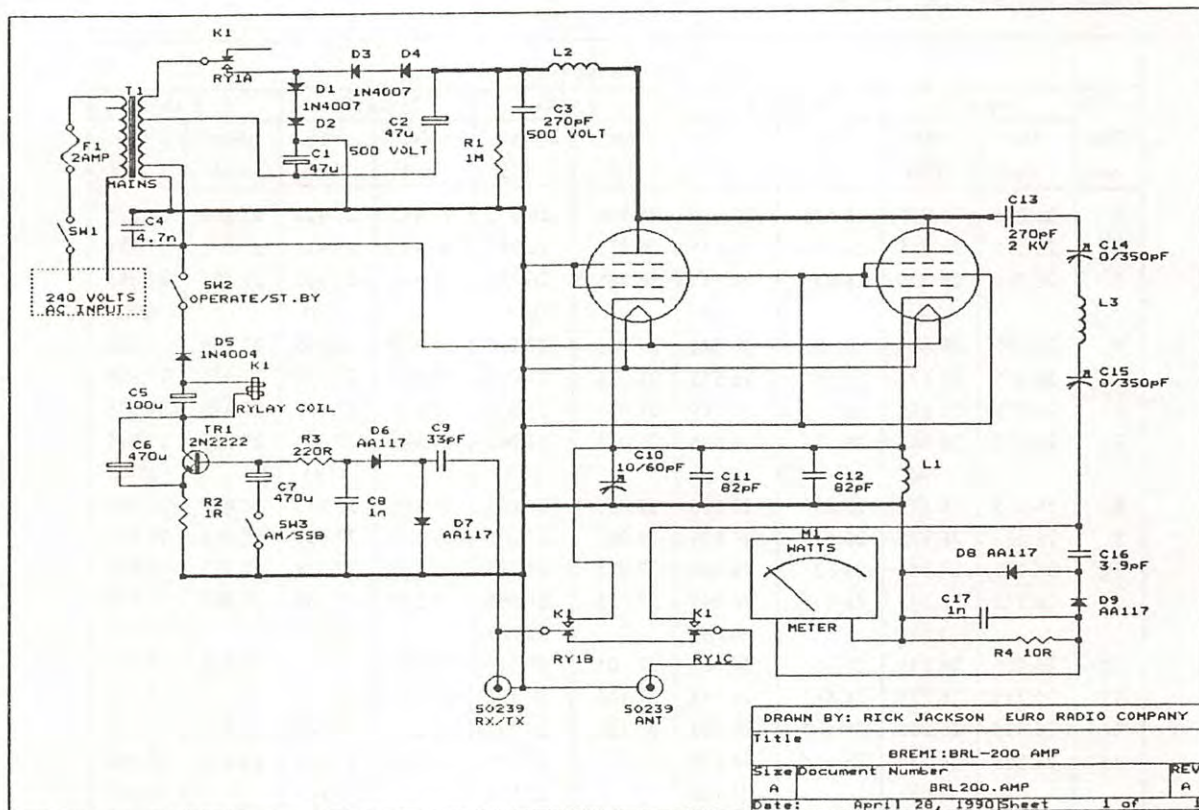 K1
RY1A
D3
D4
1N4007
D1
1N4007
D2
L2
T1
F1
2AMP
MAINS
C2
47u
500 VOLT
C1
47u
R1
1M
C3
270pF
500 VOLT
C4
4.7n
SW1
240 VOLTS
AC INPUT
SW2
OPERATE/ST.BY
C13
270pF
2 KV
C14
0/350pF
L3
C15
0/350pF
D5
1N4004
K1
C5
100u
RYLAY COIL
TR1
2N2222
C6
470u
R3
220R
D6
AA117
C9
33pF
C7
470u
C8
1n
D7
AA117
R2
1R
SW3
AM/SSB
C10
10/60pF
C11
82pF
C12
82pF
L1
M1
WATTS
METER
D8 AA117
C16
3.9pF
C17
1n
D9
AA117
R4 10R
K1
RY1B
K1
RY1C
SO239
RX/TX
SO239
ANT
DRAWN BY: RICK JACKSON EURO RADIO COMPANY
Title
BREMI:BRL-200 AMP
Size Document Number REV
A BRL200.AMP A
Date: April 28, 1990 Sheet 1 of